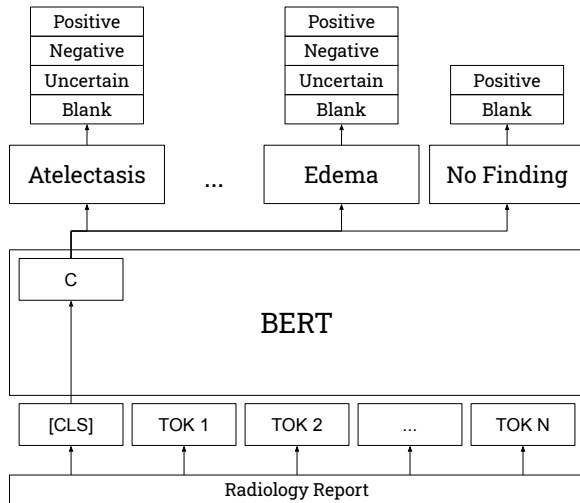 Positive
Negative
Uncertain
Blank
Positive
Negative
Uncertain
Blank
Positive
Blank
Atelectasis
...
Edema
No Finding
C
BERT
[CLS]
TOK 1
TOK 2
...
TOK N
Radiology Report